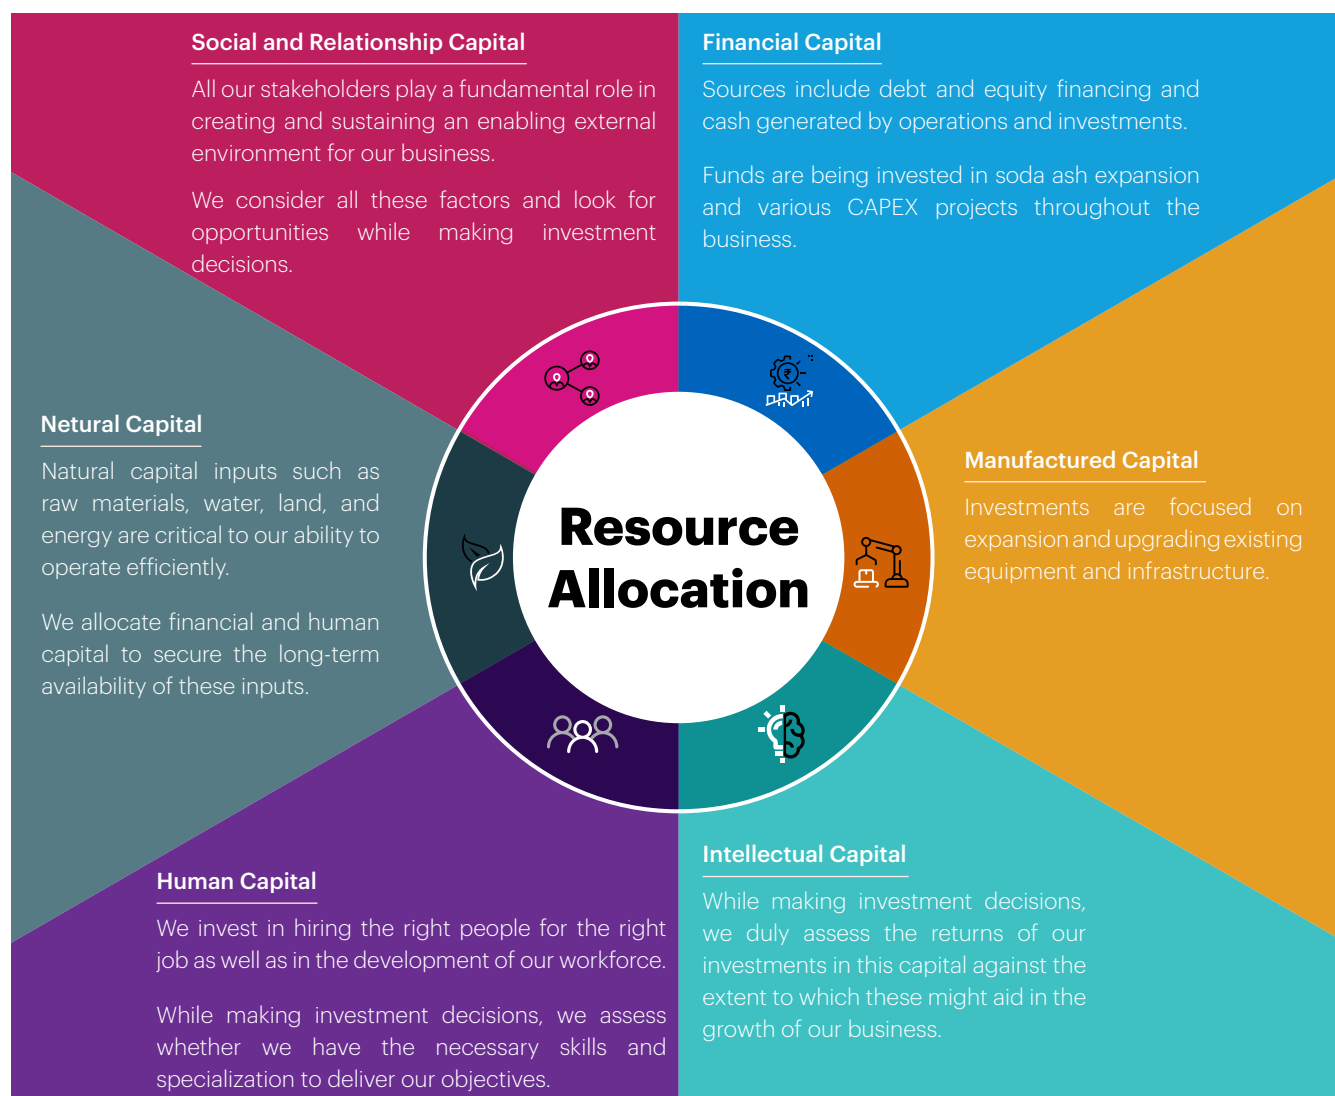 Social and Relationship Capital
All our stakeholders play a fundamental role in
creating and sustaining an enabling external
environment for our business.
We consider all these factors and look for
opportunities while making investment
decisions.
Financial Capital
Sources include debt and equity financing and
cash generated by operations and investments.
Funds are being invested in soda ash expansion
and various CAPEX projects throughout the
business.
Netural Capital
Natural capital inputs such as
raw materials, water, land, and
energy are critical to our ability to
operate efficiently.
We allocate financial and human
capital to secure the long-term
availability of these inputs.
Resource
Allocation
₹
Manufactured Capital
Investments are focused on
expansion and upgrading existing
equipment and infrastructure.
Human Capital
We invest in hiring the right people for the right
job as well as in the development of our workforce.
While making investment decisions, we assess
whether we have the necessary skills and
specialization to deliver our objectives.
Intellectual Capital
While making investment decisions,
we duly assess the returns of our
investments in this capital against the
extent to which these might aid in the
growth of our business.